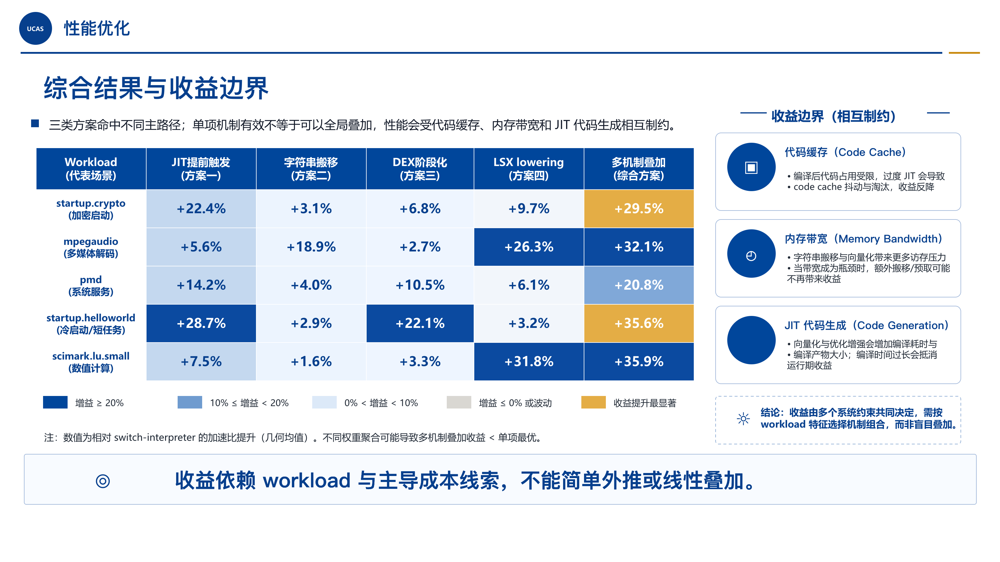 UCAS
性能优化
综合结果与收益边界
三类方案命中不同主路径；单项机制有效不等于可以全局叠加，性能会受代码缓存、内存带宽和 JIT 代码生成相互制约。
Workload
(代表场景)
JIT提前触发
(方案一)
字符串搬移
(方案二)
DEX阶段化
(方案三)
LSX lowering
(方案四)
多机制叠加
(综合方案)
startup.crypto
(加密启动)
+22.4%
+3.1%
+6.8%
+9.7%
+29.5%
mpegaudio
(多媒体解码)
+5.6%
+18.9%
+2.7%
+26.3%
+32.1%
pmd
(系统服务)
+14.2%
+4.0%
+10.5%
+6.1%
+20.8%
startup.helloworld
(冷启动/短任务)
+28.7%
+2.9%
+22.1%
+3.2%
+35.6%
scimark.lu.small
(数值计算)
+7.5%
+1.6%
+3.3%
+31.8%
+35.9%
增益 ≥ 20%
10% ≤ 增益 < 20%
0% < 增益 < 10%
增益 ≤ 0% 或波动
收益提升最显著
注：数值为相对 switch-interpreter 的加速比提升（几何均值）。不同权重聚合可能导致多机制叠加收益 < 单项最优。
收益边界（相互制约）
代码缓存（Code Cache）
• 编译后代码占用受限，过度 JIT 会导致
• code cache 抖动与淘汰，收益反降
内存带宽（Memory Bandwidth）
• 字符串搬移与向量化带来更多访存压力
• 当带宽成为瓶颈时，额外搬移/预取可能
不再带来收益
JIT 代码生成（Code Generation）
• 向量化与优化增强会增加编译耗时与
• 编译产物大小；编译时间过长会抵消
运行期收益
结论：收益由多个系统约束共同决定，需按
workload 特征选择机制组合，而非盲目叠加。
收益依赖 workload 与主导成本线索，不能简单外推或线性叠加。